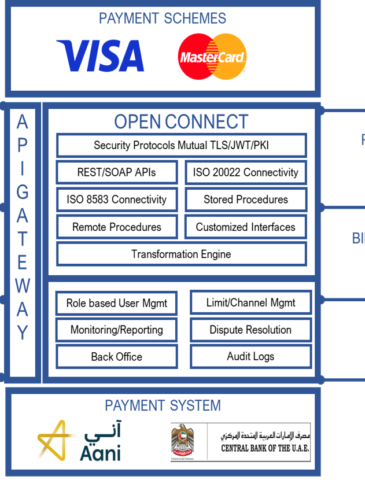 PAYMENT SCHEMES
VISA
MasterCard
API GATEWAY
OPEN CONNECT
Security Protocols Mutual TLS/JWT/PKI
REST/SOAP APIs
ISO 20022 Connectivity
ISO 8583 Connectivity
Stored Procedures
Remote Procedures
Customized Interfaces
Transformation Engine
Role based User Mgmt
Limit/Channel Mgmt
Monitoring/Reporting
Dispute Resolution
Back Office
Audit Logs
PAYMENT SYSTEM
آني
Aani
مصرف الإمارات العربية المتحدة المركزي
CENTRAL BANK OF THE U.A.E.